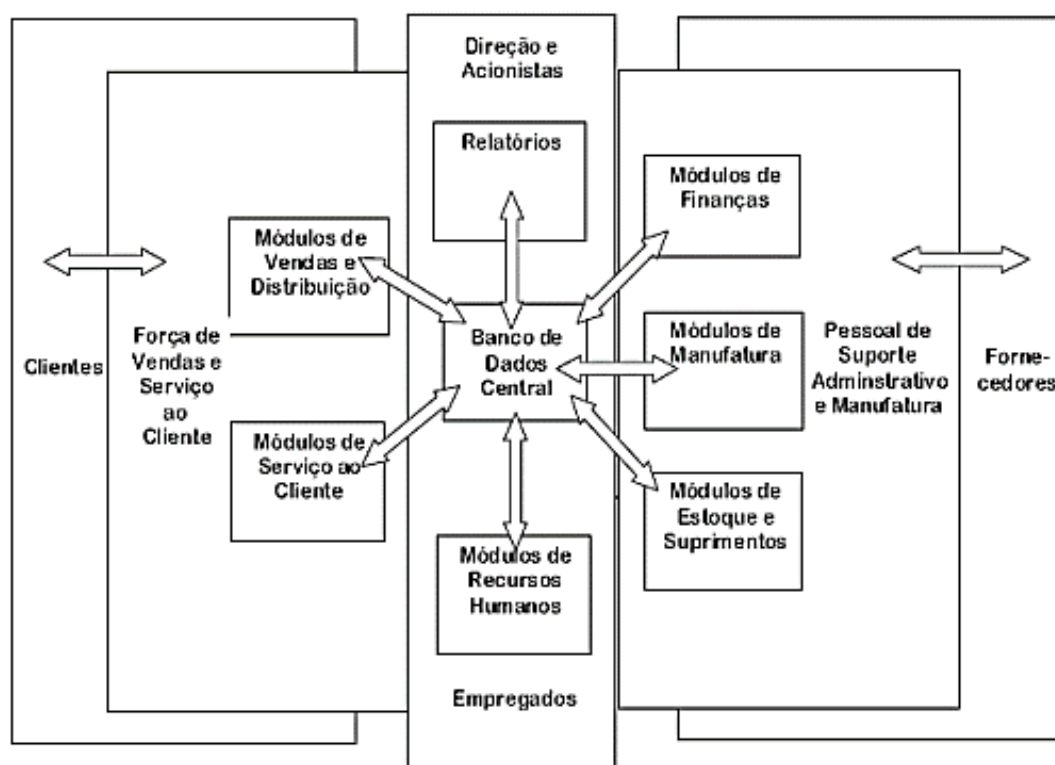 Direção e
Acionistas
Relatórios
Módulos de
Finanças
Módulos de
Vendas e
Distribuição
Banco de
Dados
Central
Módulos de
Manufatura
Clientes
Força de
Vendas e
Serviço
ao
Cliente
Pessoal de
Suporte
Adminstrativo
e Manufatura
Forne-
cedores
Módulos de
Serviço ao
Cliente
Módulos de
Estoque e
Suprimentos
Módulos de
Recursos
Humanos
Empregados